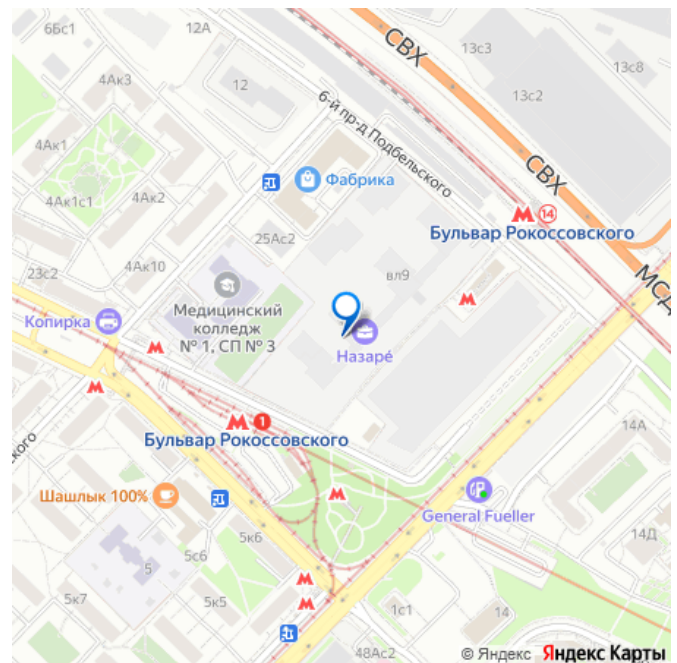 6Бс1
12А
СВХ
13с3
13с8
4Ак3
12
13с2
6-й пр-д Подбельского
4Ак1
СВХ
Фабрика
4Ак1с1
4Ак2
14
Бульвар Рокоссовского
25Ас2
23с2
4Ак10
вл9
МСД
Медицинский
колледж
№ 1, СП № 3
Копирка
Назаре́
1
Бульвар Рокоссовского
14А
кого
Шашлык 100%
General Fueller
5к6
14Д
5с6
5
5к7
5к5
1с1
14
48Ас2
© Яндекс Яндекс Карты